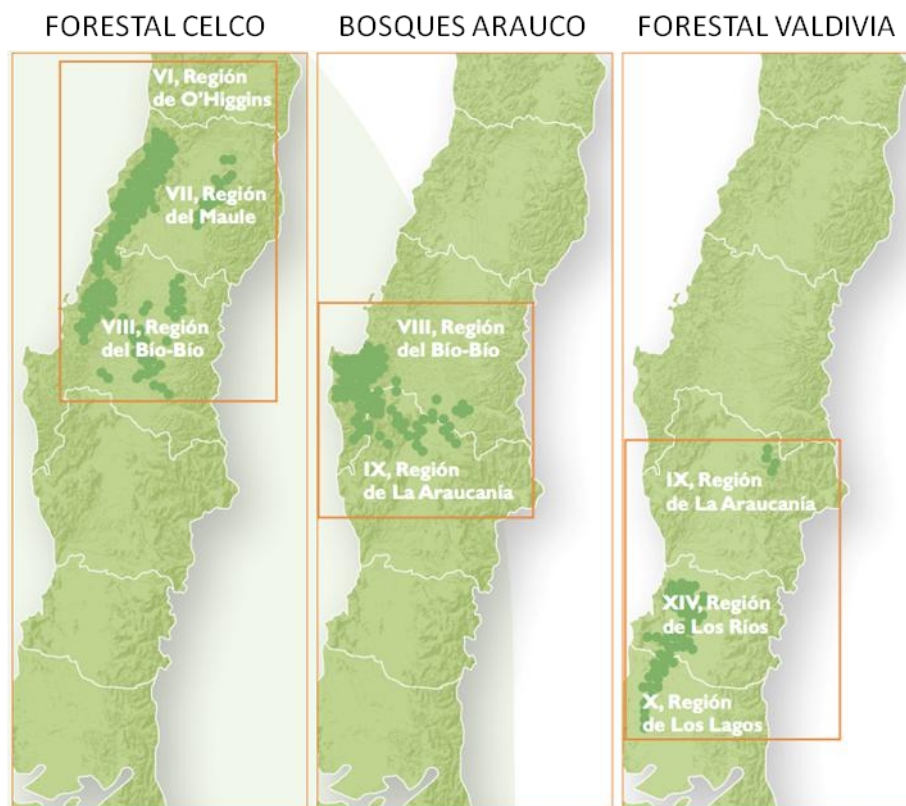 FORESTAL CELCO
BOSQUES ARAUCO
FORESTAL VALDIVIA
VI, Región
de O'Higgins
VII, Región
del Maule
VIII, Región
del Bío-Bío
VIII, Región
del Bío-Bío
IX, Región
de La Araucanía
IX, Región
de La Araucanía
XIV, Región
de Los Ríos
X, Región
de Los Lagos